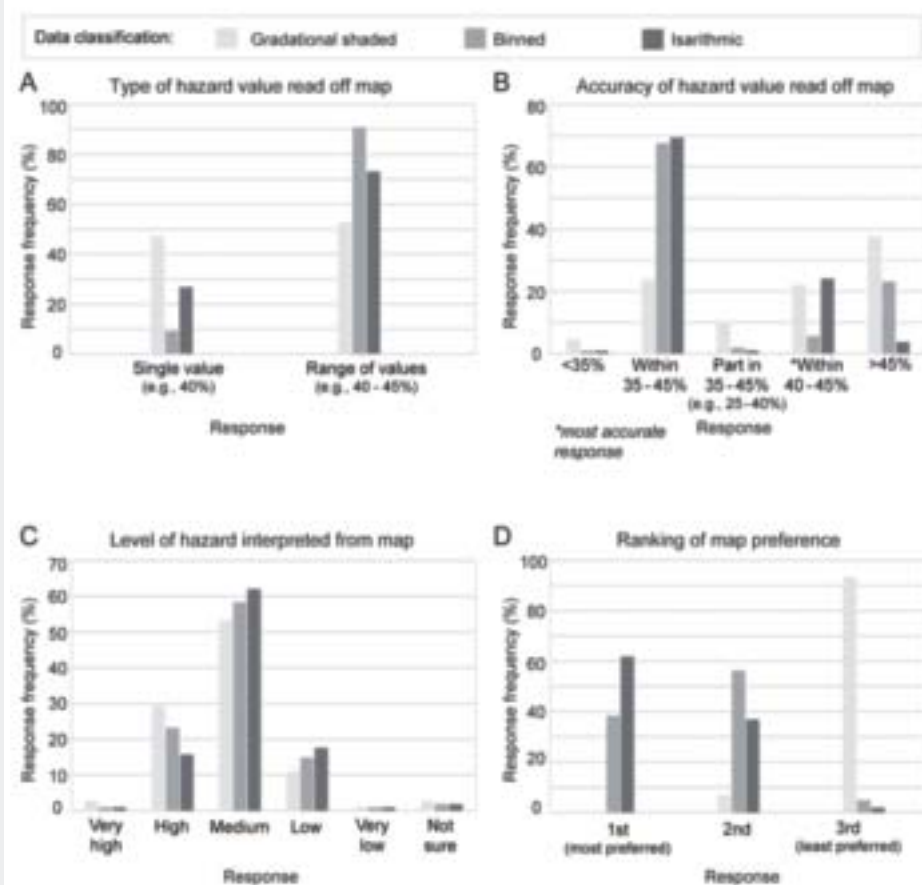 Data classification: Gradational shaded Binned Isarithmic
A Type of hazard value read off map
Response frequency (%)
100
80
60
40
20
0
Single value Range of values
(e.g., 40%) (e.g., 40 - 45%)
Response
B Accuracy of hazard value read off map
Response frequency (%)
80
60
40
20
0
<35% Within Part in *Within >45%
35-45% 35-45% 40-45%
(e.g., 25-40%)
*most accurate Response
response
C Level of hazard interpreted from map
Response frequency (%)
70
60
50
40
30
20
10
0
Very High Medium Low Very Not
high low sure
Response
D Ranking of map preference
Response frequency (%)
100
80
60
40
20
0
1st 2nd 3rd
(most preferred) (least preferred)
Response